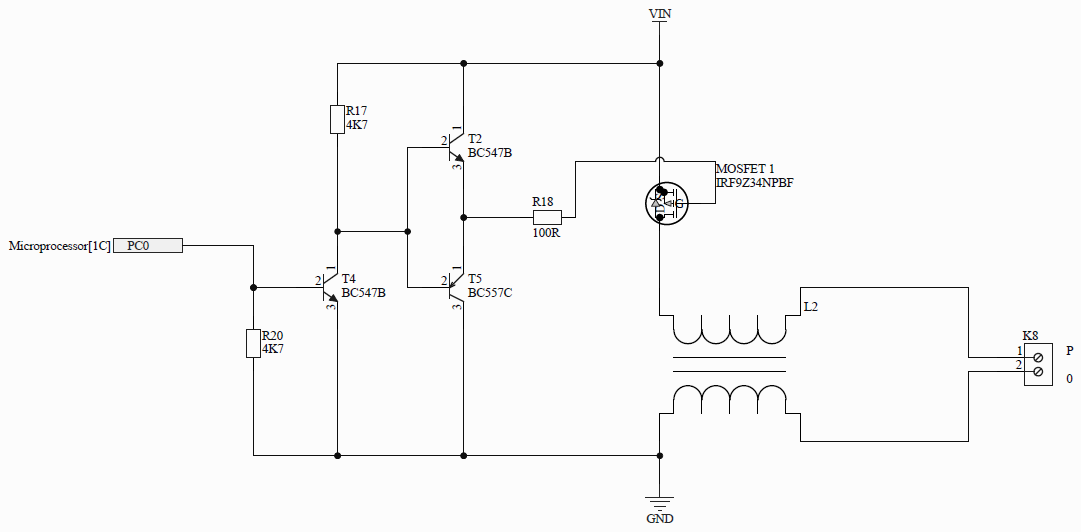 VIN
R17
4K7
1
2
T2
BC547B
3
MOSFET 1
IRF9Z34NPBF
G
R18
100R
Microprocessor[1C]
PC0
1
2
T4
BC547B
3
1
2
T5
BC557C
3
L2
R20
4K7
K8
1
P
2
0
GND